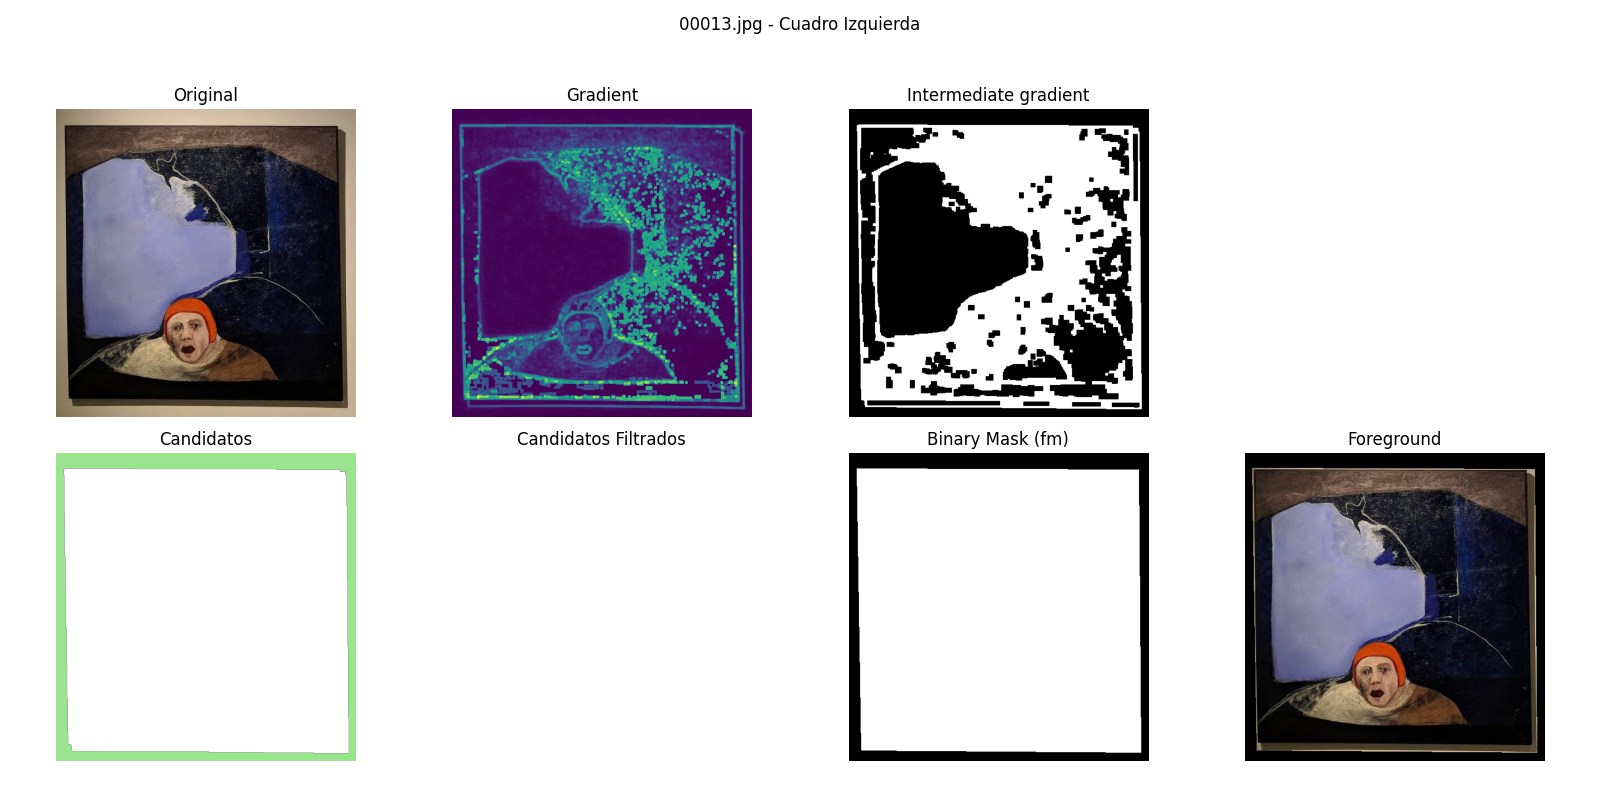 00013.jpg - Cuadro Izquierda
Original
Gradient
Intermediate gradient
Candidatos
Candidatos Filtrados
Binary Mask (fm)
Foreground